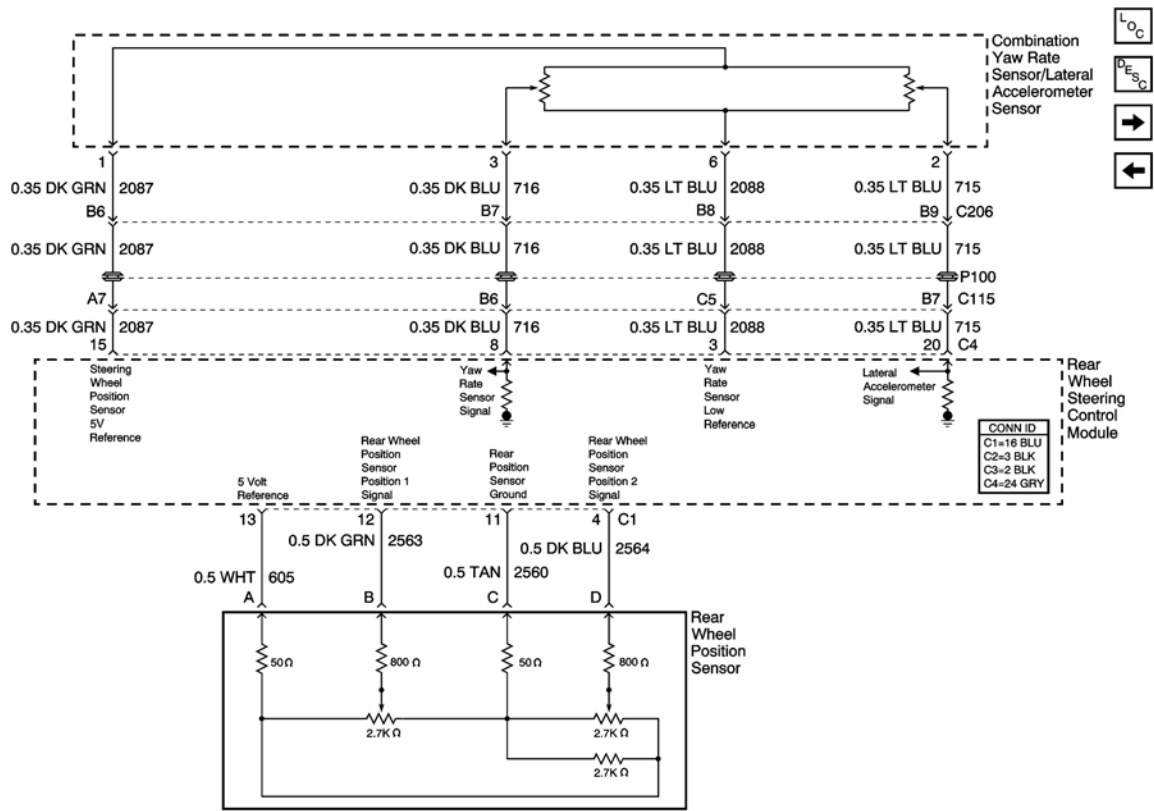 Combination
Yaw Rate
Sensor/Lateral
Accelerometer
Sensor
LOC
DESC
1 3 6 2
0.35 DK GRN 2087 0.35 DK BLU 716 0.35 LT BLU 2088 0.35 LT BLU 715
B6 B7 B8 B9 C206
0.35 DK GRN 2087 0.35 DK BLU 716 0.35 LT BLU 2088 0.35 LT BLU 715
P100
A7 B6 C5 B7 C115
0.35 DK GRN 2087 0.35 DK BLU 716 0.35 LT BLU 2088 0.35 LT BLU 715
15 8 3 20 C4
Steering
Wheel
Position
Sensor
5V
Reference
Yaw
Rate
Sensor
Signal
Yaw
Rate
Sensor
Low
Reference
Lateral
Accelerometer
Signal
Rear
Wheel
Steering
Control
Module
CONN ID
C1=16 BLU
C2=3 BLK
C3=2 BLK
C4=24 GRY
5 Volt
Reference
Rear Wheel
Position
Sensor
Position 1
Signal
Rear
Position
Sensor
Ground
Rear Wheel
Position
Sensor
Position 2
Signal
13 12 11 4 C1
0.5 DK GRN 2563 0.5 DK BLU 2564
0.5 WHT 605 0.5 TAN 2560
A B C D
Rear
Wheel
Position
Sensor
50 Ω 800 Ω 50 Ω 800 Ω
2.7K Ω 2.7K Ω
2.7K Ω